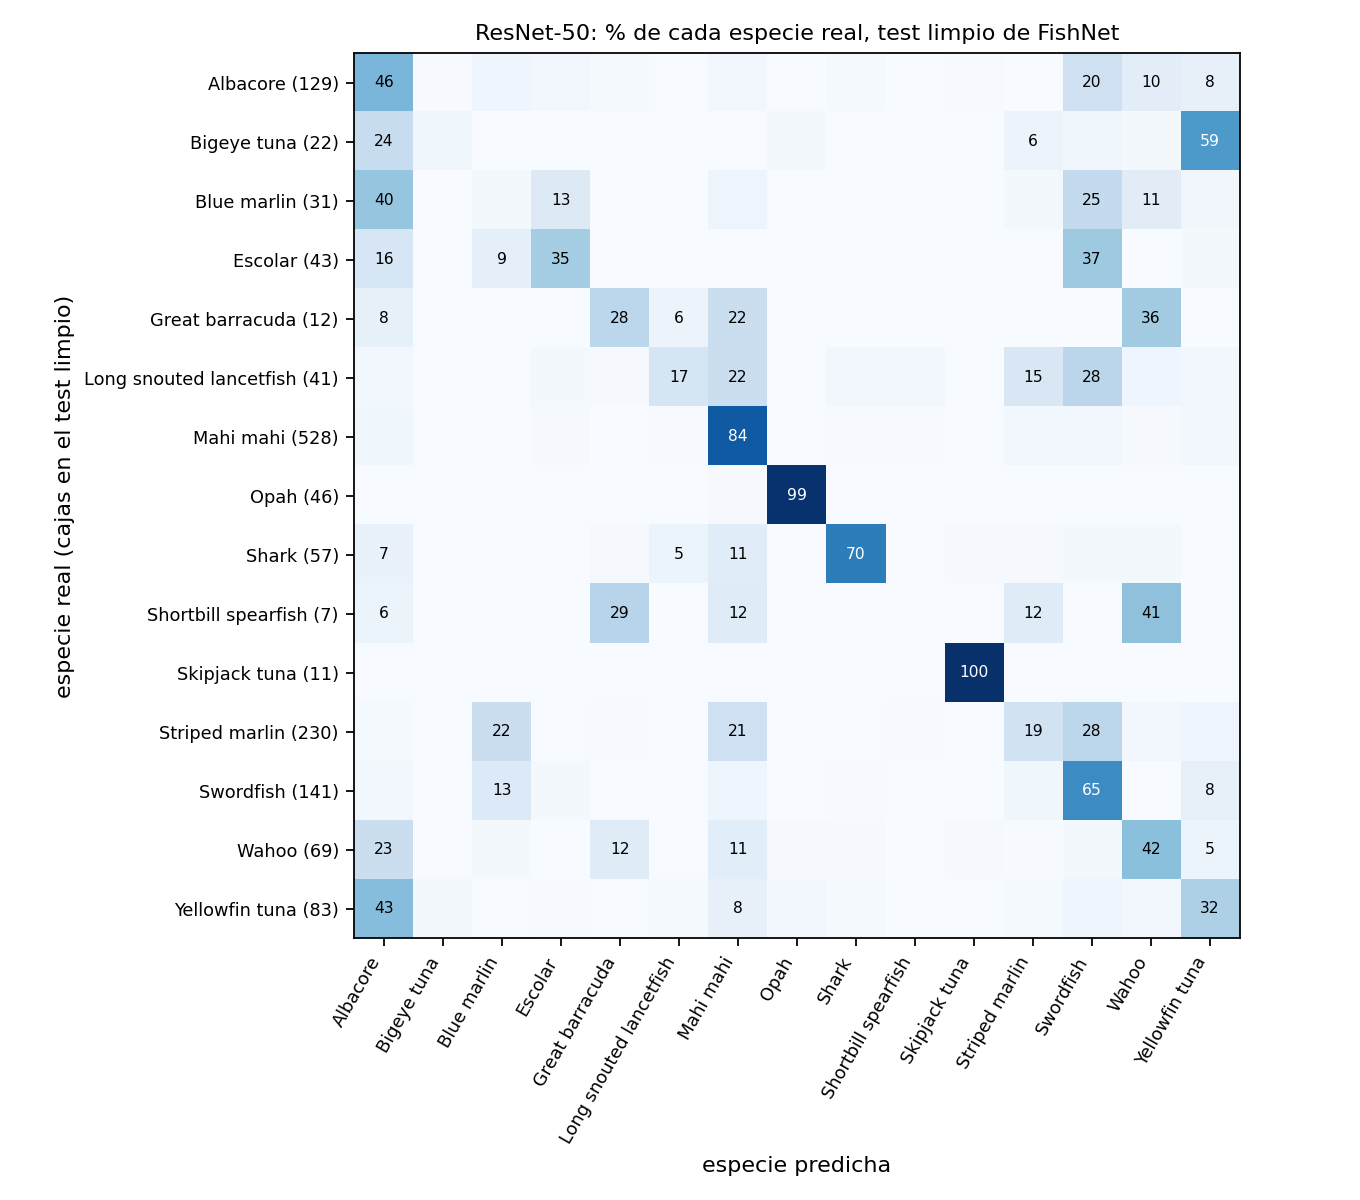 ResNet-50: % de cada especie real, test limpio de FishNet
especie real (cajas en el test limpio)
Albacore (129) 46 20 10 8
Bigeye tuna (22) 24 6 59
Blue marlin (31) 40 13 25 11
Escolar (43) 16 9 35 37
Great barracuda (12) 8 28 6 22 36
Long snouted lancetfish (41) 17 22 15 28
Mahi mahi (528) 84
Opah (46) 99
Shark (57) 7 5 11 70
Shortbill spearfish (7) 6 29 12 12 41
Skipjack tuna (11) 100
Striped marlin (230) 22 21 19 28
Swordfish (141) 13 65 8
Wahoo (69) 23 12 11 42 5
Yellowfin tuna (83) 43 8 32
Albacore
Bigeye tuna
Blue marlin
Escolar
Great barracuda
Long snouted lancetfish
Mahi mahi
Opah
Shark
Shortbill spearfish
Skipjack tuna
Striped marlin
Swordfish
Wahoo
Yellowfin tuna
especie predicha